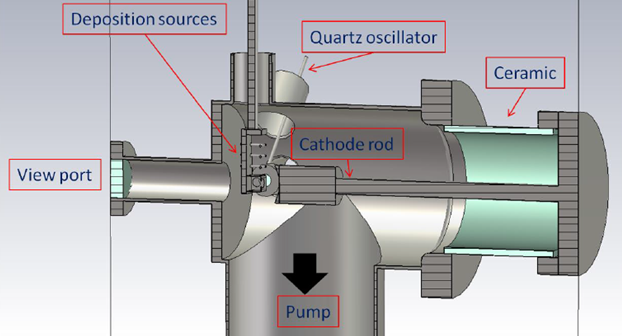 Deposition sources
Quartz oscillator
Ceramic
Cathode rod
View port
Pump